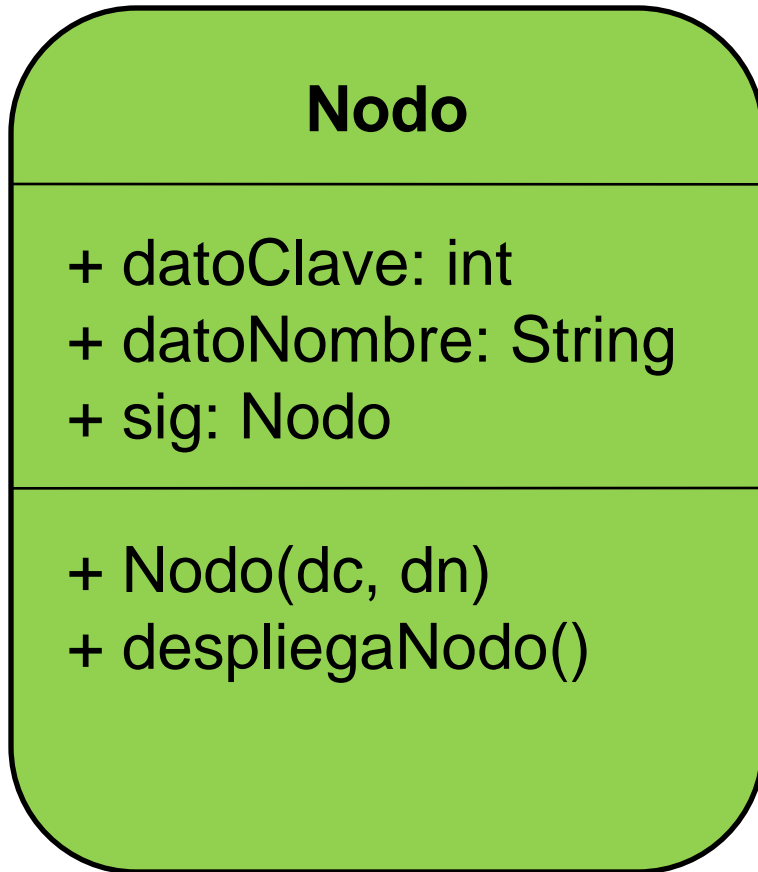 Nodo
+ datoClave: int
+ datoNombre: String
+ sig: Nodo
+ Nodo(dc, dn)
+ despliegaNodo()